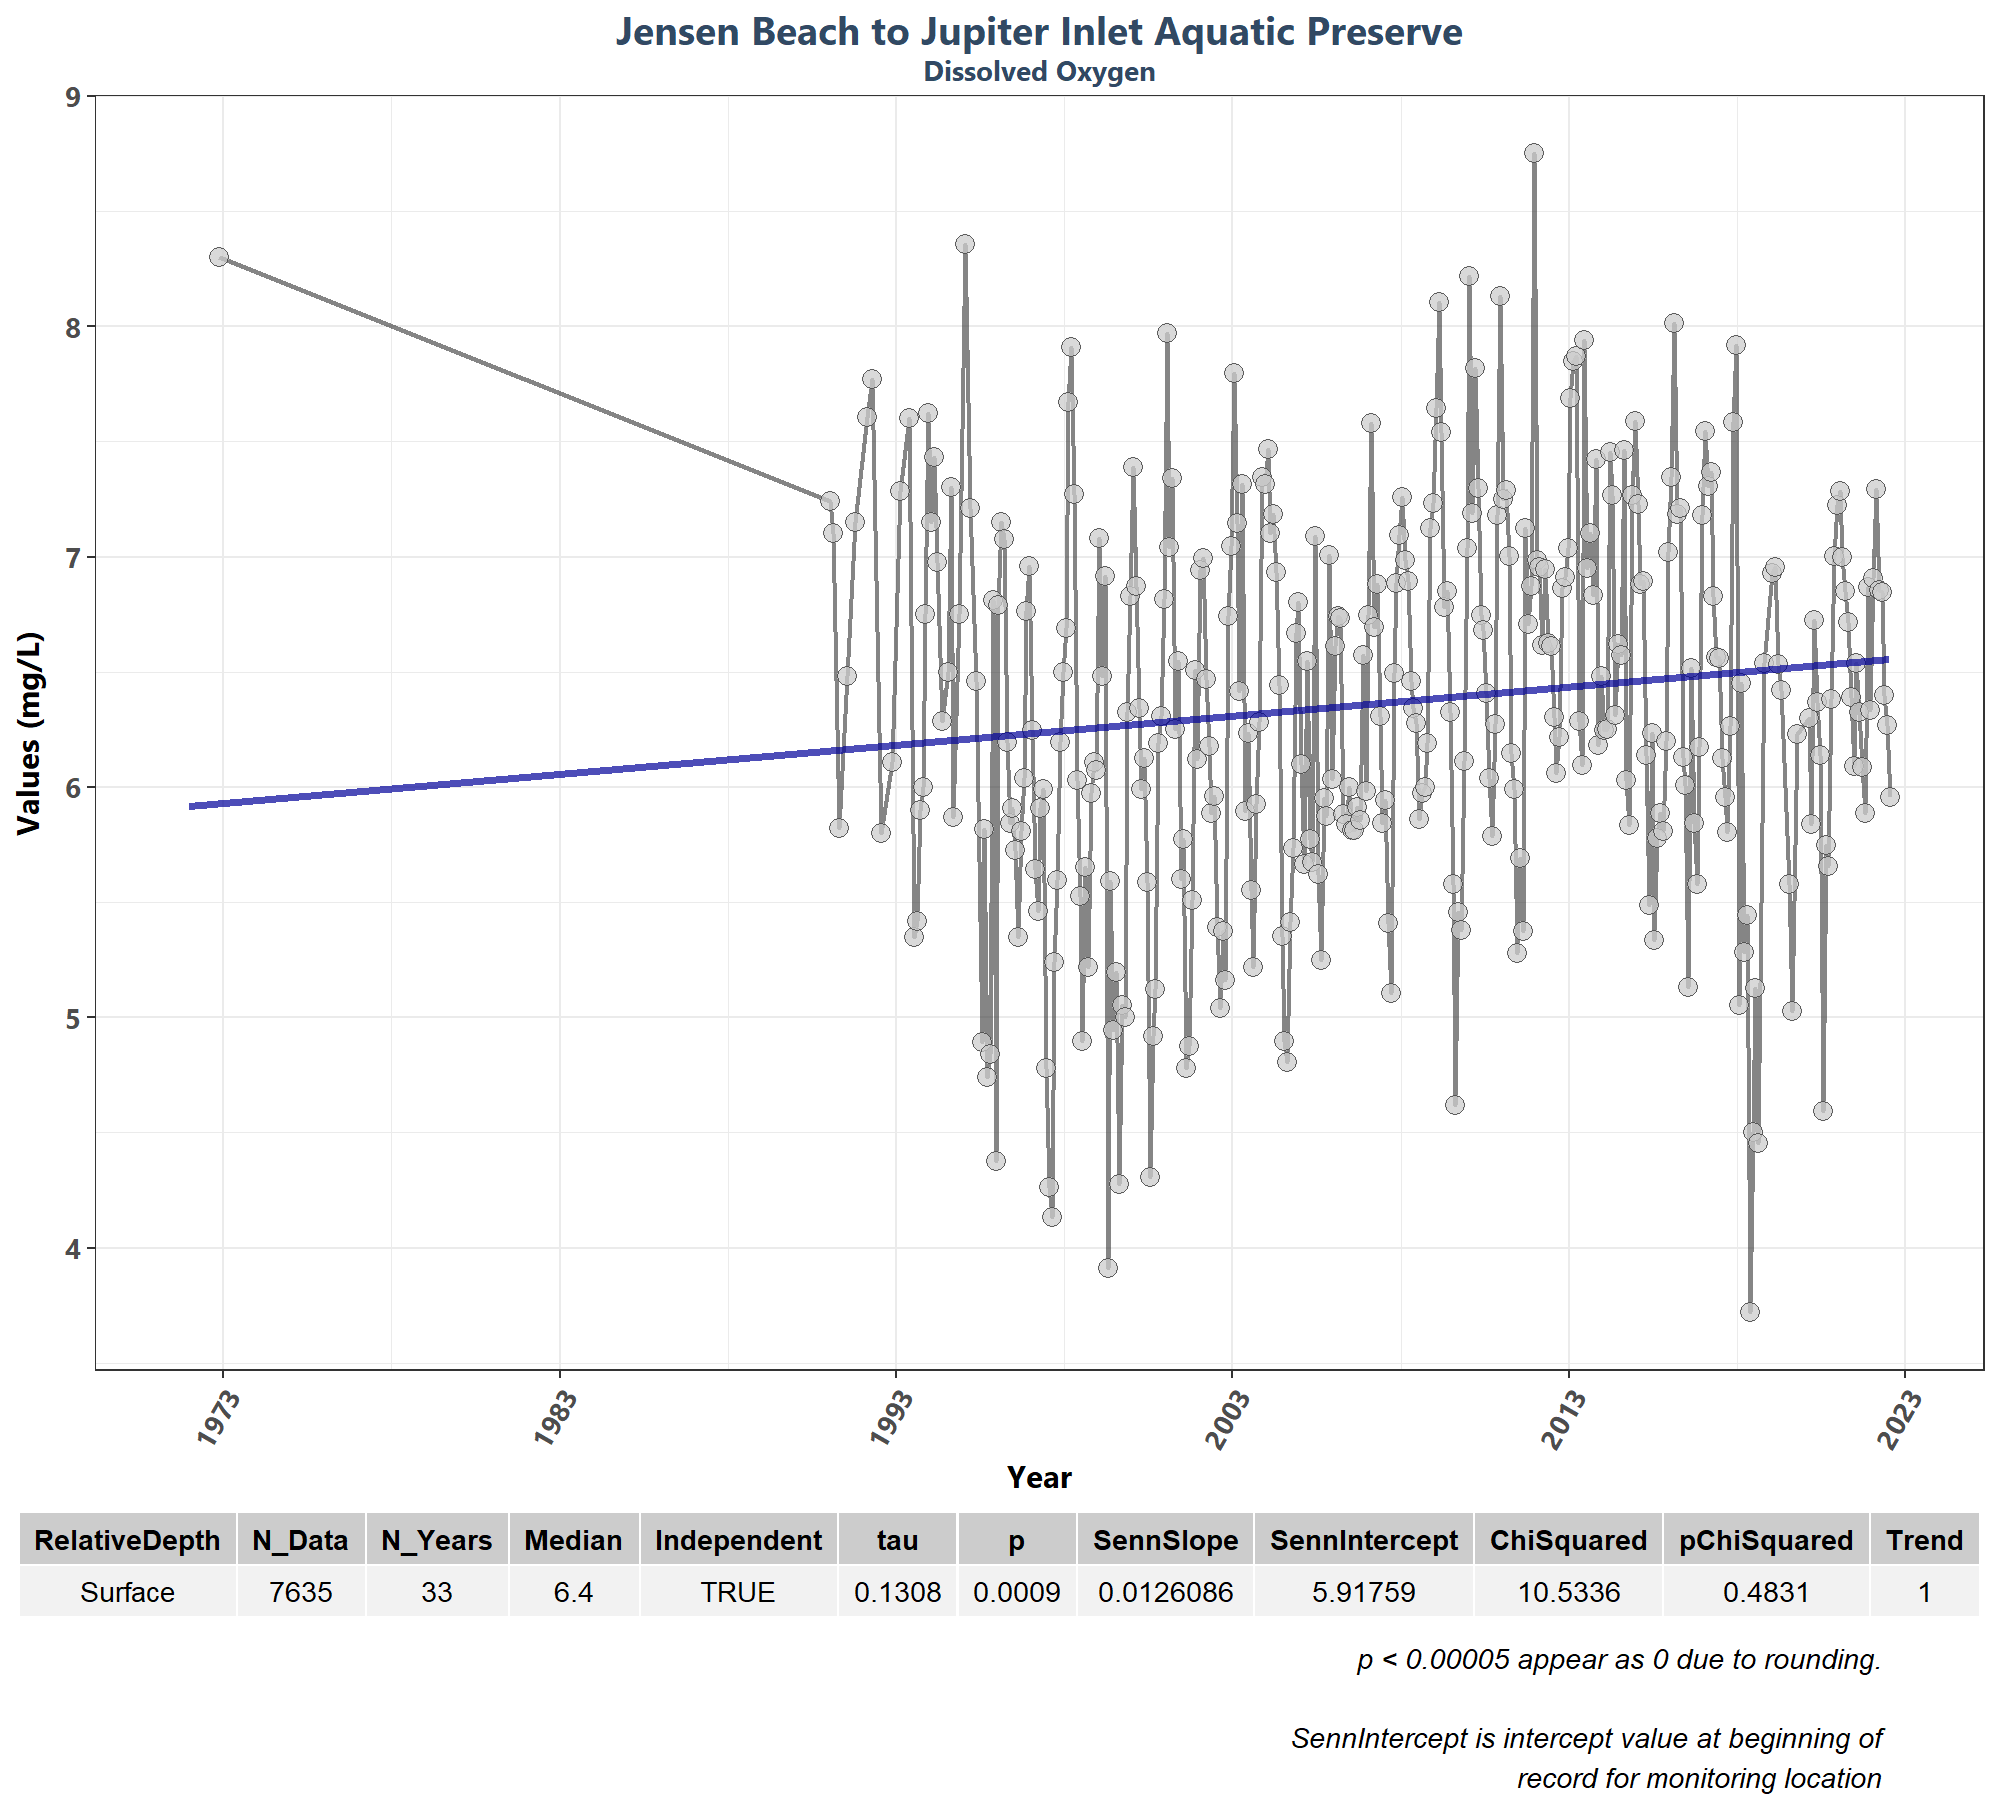 Jensen Beach to Jupiter Inlet Aquatic Preserve
Dissolved Oxygen
9
8
7
6
5
4
Values (mg/L)
1973
1983
1993
2003
2013
2023
Year
RelativeDepth N_Data N_Years Median Independent tau p SennSlope SennIntercept ChiSquared pChiSquared Trend
Surface 7635 33 6.4 TRUE 0.1308 0.0009 0.0126086 5.91759 10.5336 0.4831 1
p < 0.00005 appear as 0 due to rounding.
SennIntercept is intercept value at beginning of
record for monitoring location